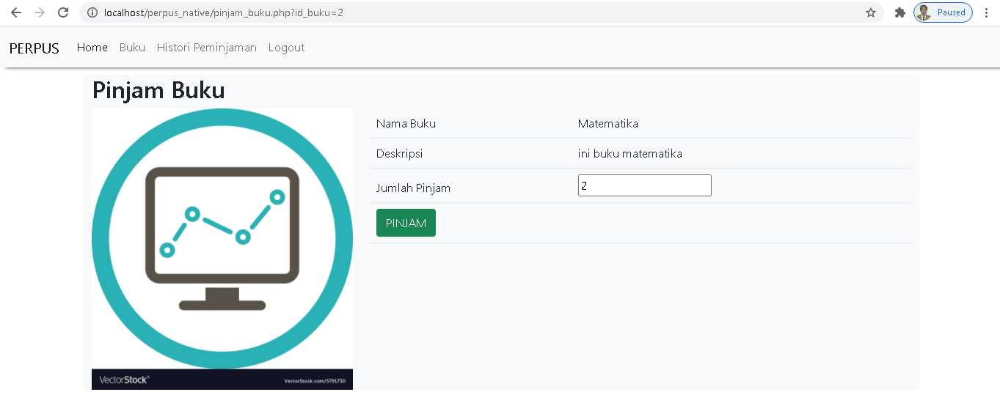 localhost/perpus_native/pinjam_buku.php?id_buku=2
Paused
PERPUS Home Buku Histori Peminjaman Logout
Pinjam Buku
Nama Buku Matematika
Deskripsi ini buku matematika
Jumlah Pinjam 2
PINJAM
VectorStock® VectorStock.com/5791730